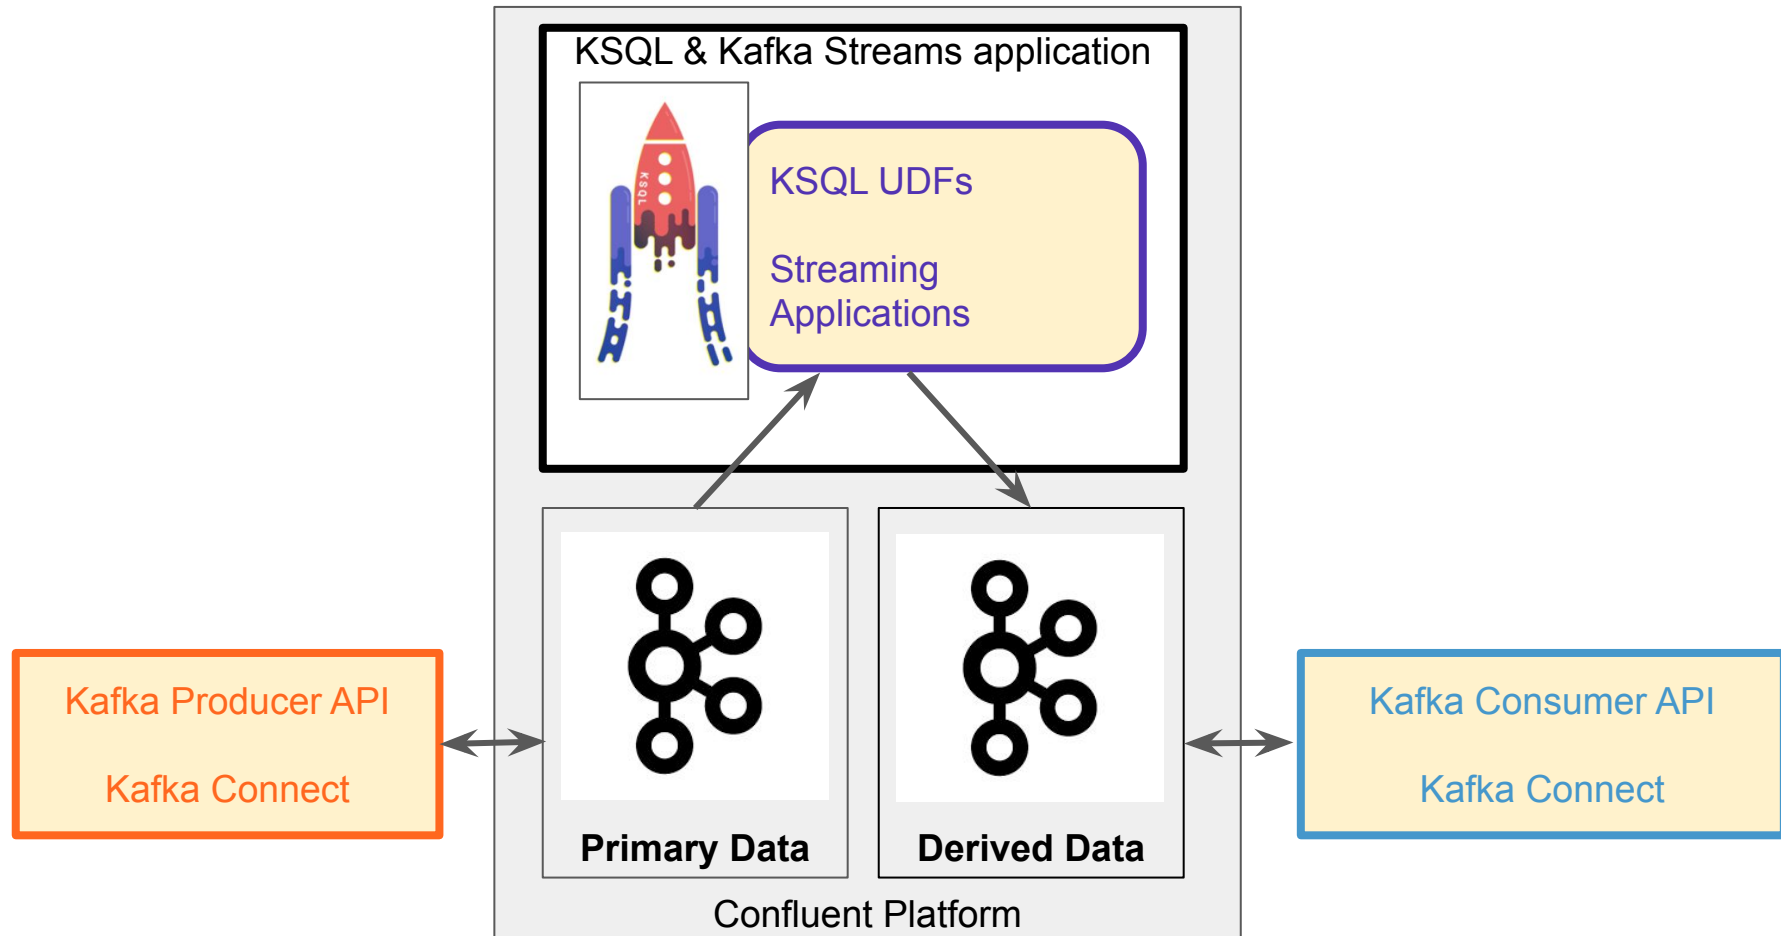 KSQL & Kafka Streams application
KSQL
KSQL UDFs
Streaming
Applications
Kafka Producer API
Kafka Connect
Primary Data
Derived Data
Kafka Consumer API
Kafka Connect
Confluent Platform